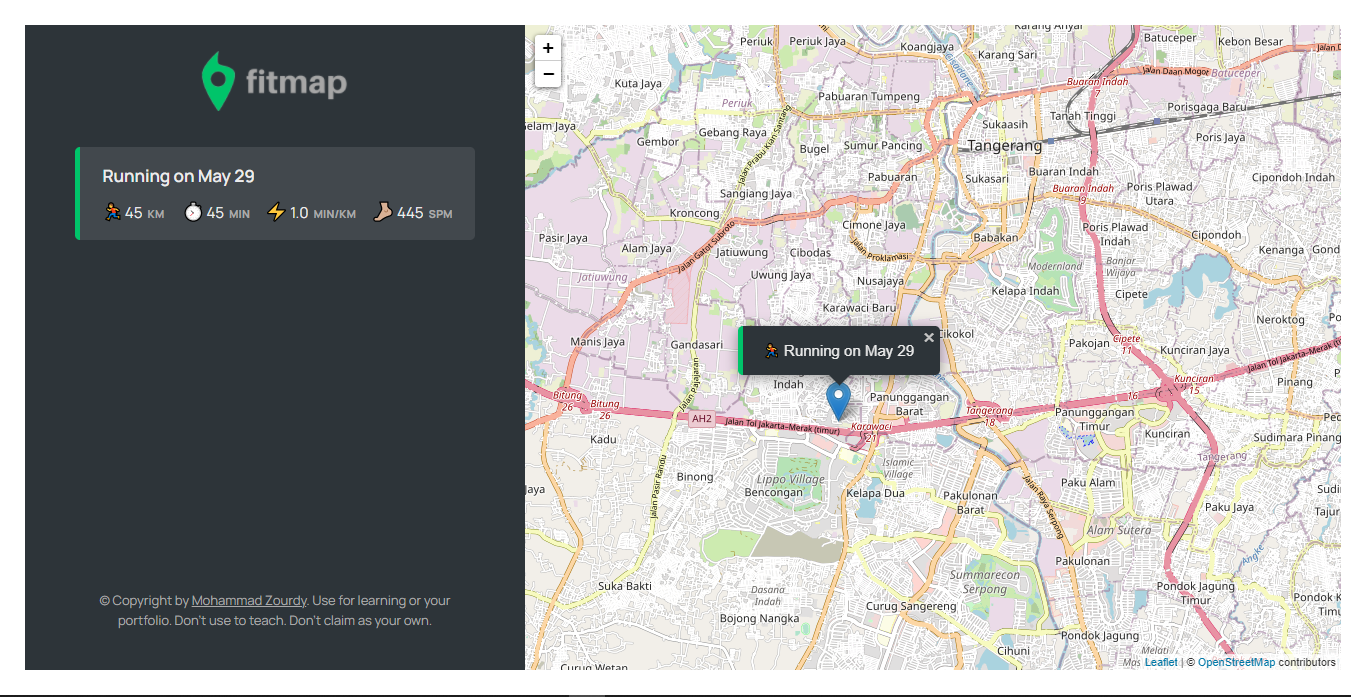 fitmap
Running on May 29
45 KM 45 MIN 1.0 MIN/KM 445 SPM
© Copyright by Mohammad Zourdy. Use for learning or your
portfolio. Don't use to teach. Don't claim as your own.
+
−
Karang Anyar
Periuk
Periuk Jaya
Koangjaya
Karang Sari
Batuceper
Kebon Besar
Kuta Jaya
Buaran Indah
7
Jalan Daan Mogot
Batuceper
Periuk
Pabuaran Tumpeng
Tanah Tinggi
Porisgaga Baru
Gelam Jaya
Gembor
Gebang Raya
Jalan Prabu Kian Santang
Bugel
Sumur Pancing
Sukaasih
Tangerang
Poris Jaya
Pabuaran
Sukasari
Buaran Indah
Buaran Indah
9
Poris Plawad
Utara
Cipondoh Indah
Sangiang Jaya
Kroncong
Cimone Jaya
Babakan
Poris Plawad
Indah
Cipondoh
Pasir Jaya
Alam Jaya
Jalan Gatot Subroto
Jatiuwung
Cibodas
Jalan Proklamasi
Kenanga
Jatiuwung
Uwung Jaya
Nusajaya
Modernland
Banjar
Wijaya
Kelapa Indah
Cipete
Karawaci Baru
Neroktog
Manis Jaya
Gandasari
Running on May 29
×
Cikokol
Pakojan
Cipete
11
Kunciran Jaya
Jalan Tol Jakarta-Merak
Jalan Pajajaran
Indah
Kunciran
15
Pinang
Bitung
26
Bitung
26
AH2
Jalan Tol Jakarta–Merak (timur)
Karawaci
21
Panunggangan
Barat
Tangerang
18
16
Panunggangan
Timur
Kunciran
Sudimara Pinang
Kadu
Tangerang
Binong
Lippo Village
Bencongan
Islamic
Village
Kelapa Dua
Pakulonan
Barat
Paku Alam
Paku Jaya
Jalan Pasir Randu
Jalan Raya Serpong
Alam Sutera
Pakulonan
Angke
Suka Bakti
Dasana
Indah
Summarecon
Serpong
Pondok Jagung
Timur
Curug Sangereng
Bojong Nangka
Pondok Jagung
Cihuni
Melati
Mas
Curug Wetan
Leaflet | © OpenStreetMap contributors